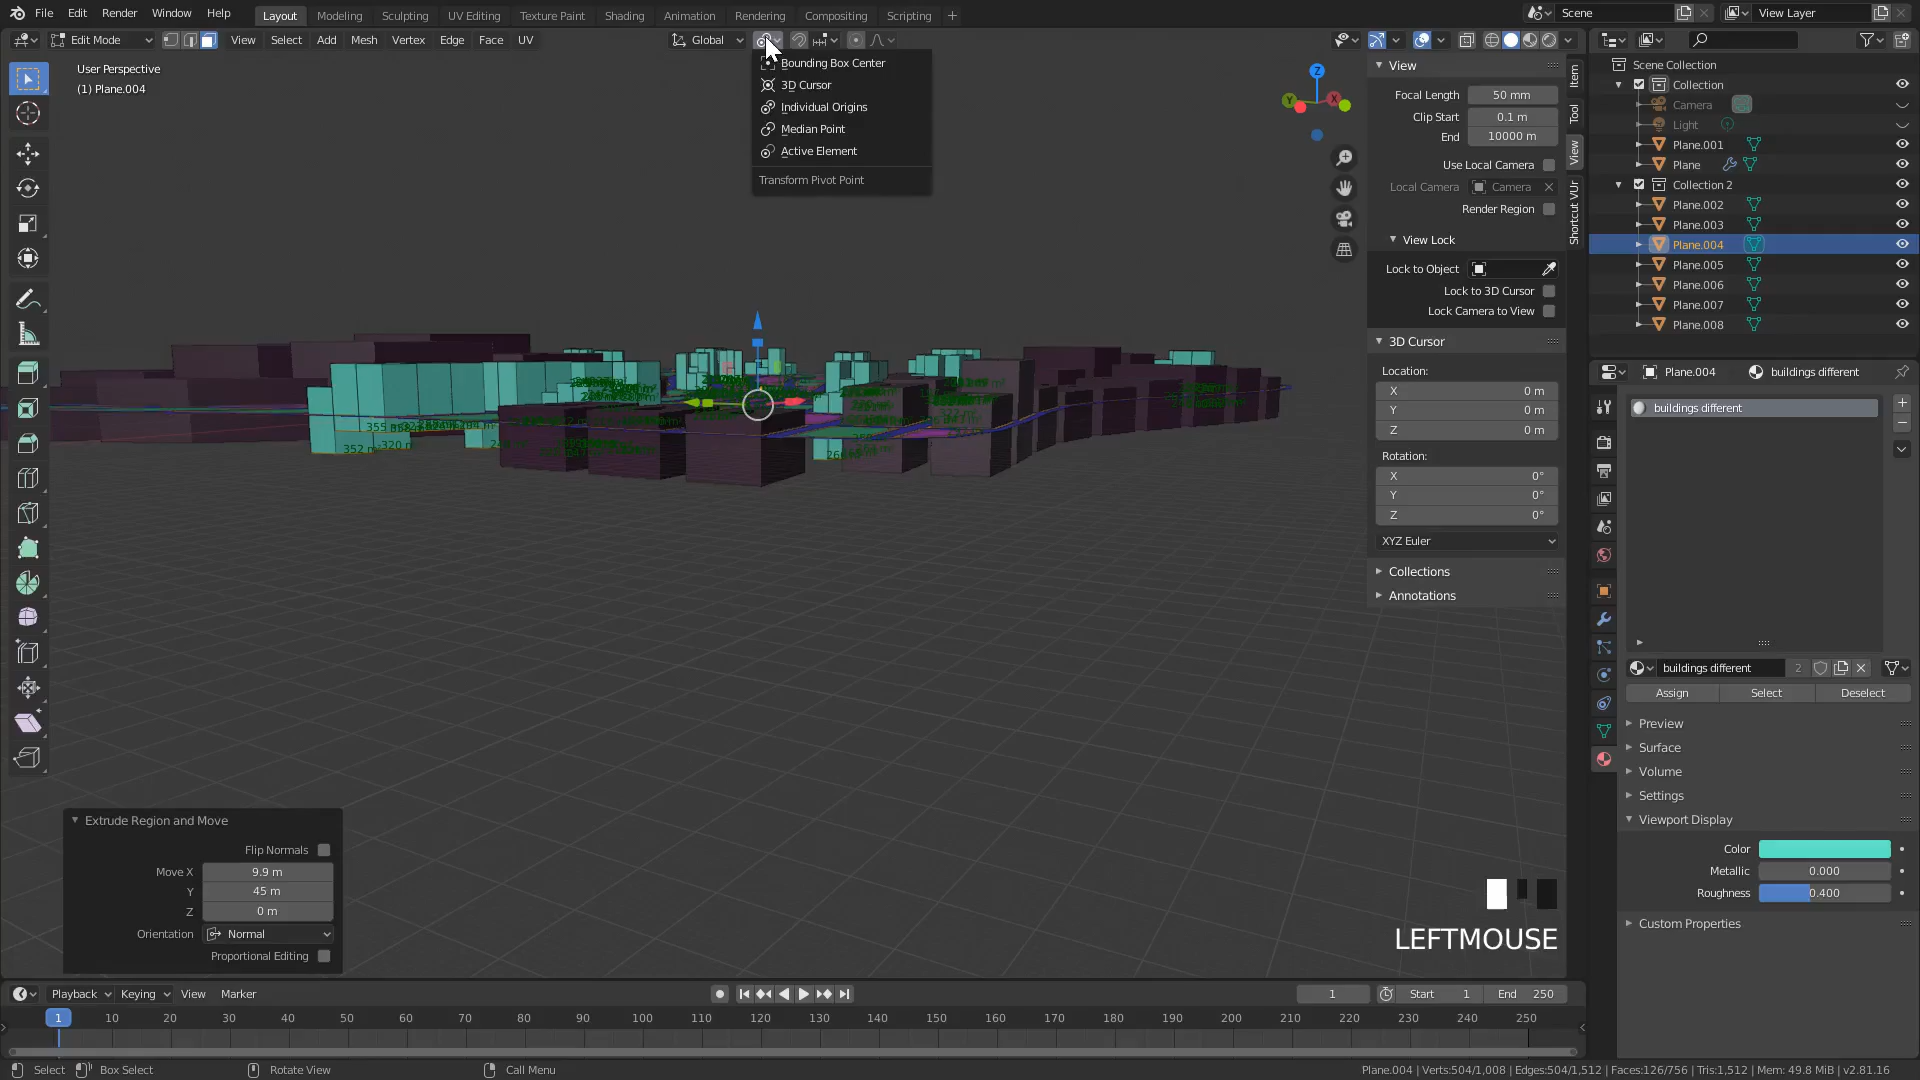 File Edit Render Window Help
Layout Modeling Sculpting UV Editing Texture Paint Shading Animation Rendering Compositing Scripting +
Scene
View Layer
Edit Mode View Select Add Mesh Vertex Edge Face UV
Global
User Perspective
(1) Plane.004
Bounding Box Center
3D Cursor
Individual Origins
Median Point
Active Element
Transform Pivot Point
Z
Y
X
View
Focal Length 50 mm
Clip Start 0.1 m
End 10000 m
Use Local Camera
Local Camera Camera
Render Region
View Lock
Lock to Object
Lock to 3D Cursor
Lock Camera to View
3D Cursor
Location:
X 0 m
Y 0 m
Z 0 m
Rotation:
X 0°
Y 0°
Z 0°
XYZ Euler
Collections
Annotations
Item
Tool
View
Shortcut VUr
Scene Collection
Collection
Camera
Light
Plane.001
Plane
Collection 2
Plane.002
Plane.003
Plane.004
Plane.005
Plane.006
Plane.007
Plane.008
Plane.004 buildings different
buildings different
buildings different 2
Assign Select Deselect
Preview
Surface
Volume
Settings
Viewport Display
Color
Metallic 0.000
Roughness 0.400
Custom Properties
352 m² 320 m
Extrude Region and Move
Flip Normals
Move X 9.9 m
Y 45 m
Z 0 m
Orientation Normal
Proportional Editing
LEFTMOUSE
Playback Keying View Marker
1 Start 1 End 250
1 10 20 30 40 50 60 70 80 90 100 110 120 130 140 150 160 170 180 190 200 210 220 230 240 250
Select Box Select Rotate View Call Menu
Plane.004 | Verts:504/1,008 | Edges:504/1,512 | Faces:126/756 | Tris:1,512 | Mem: 49.8 MiB | v2.81.16